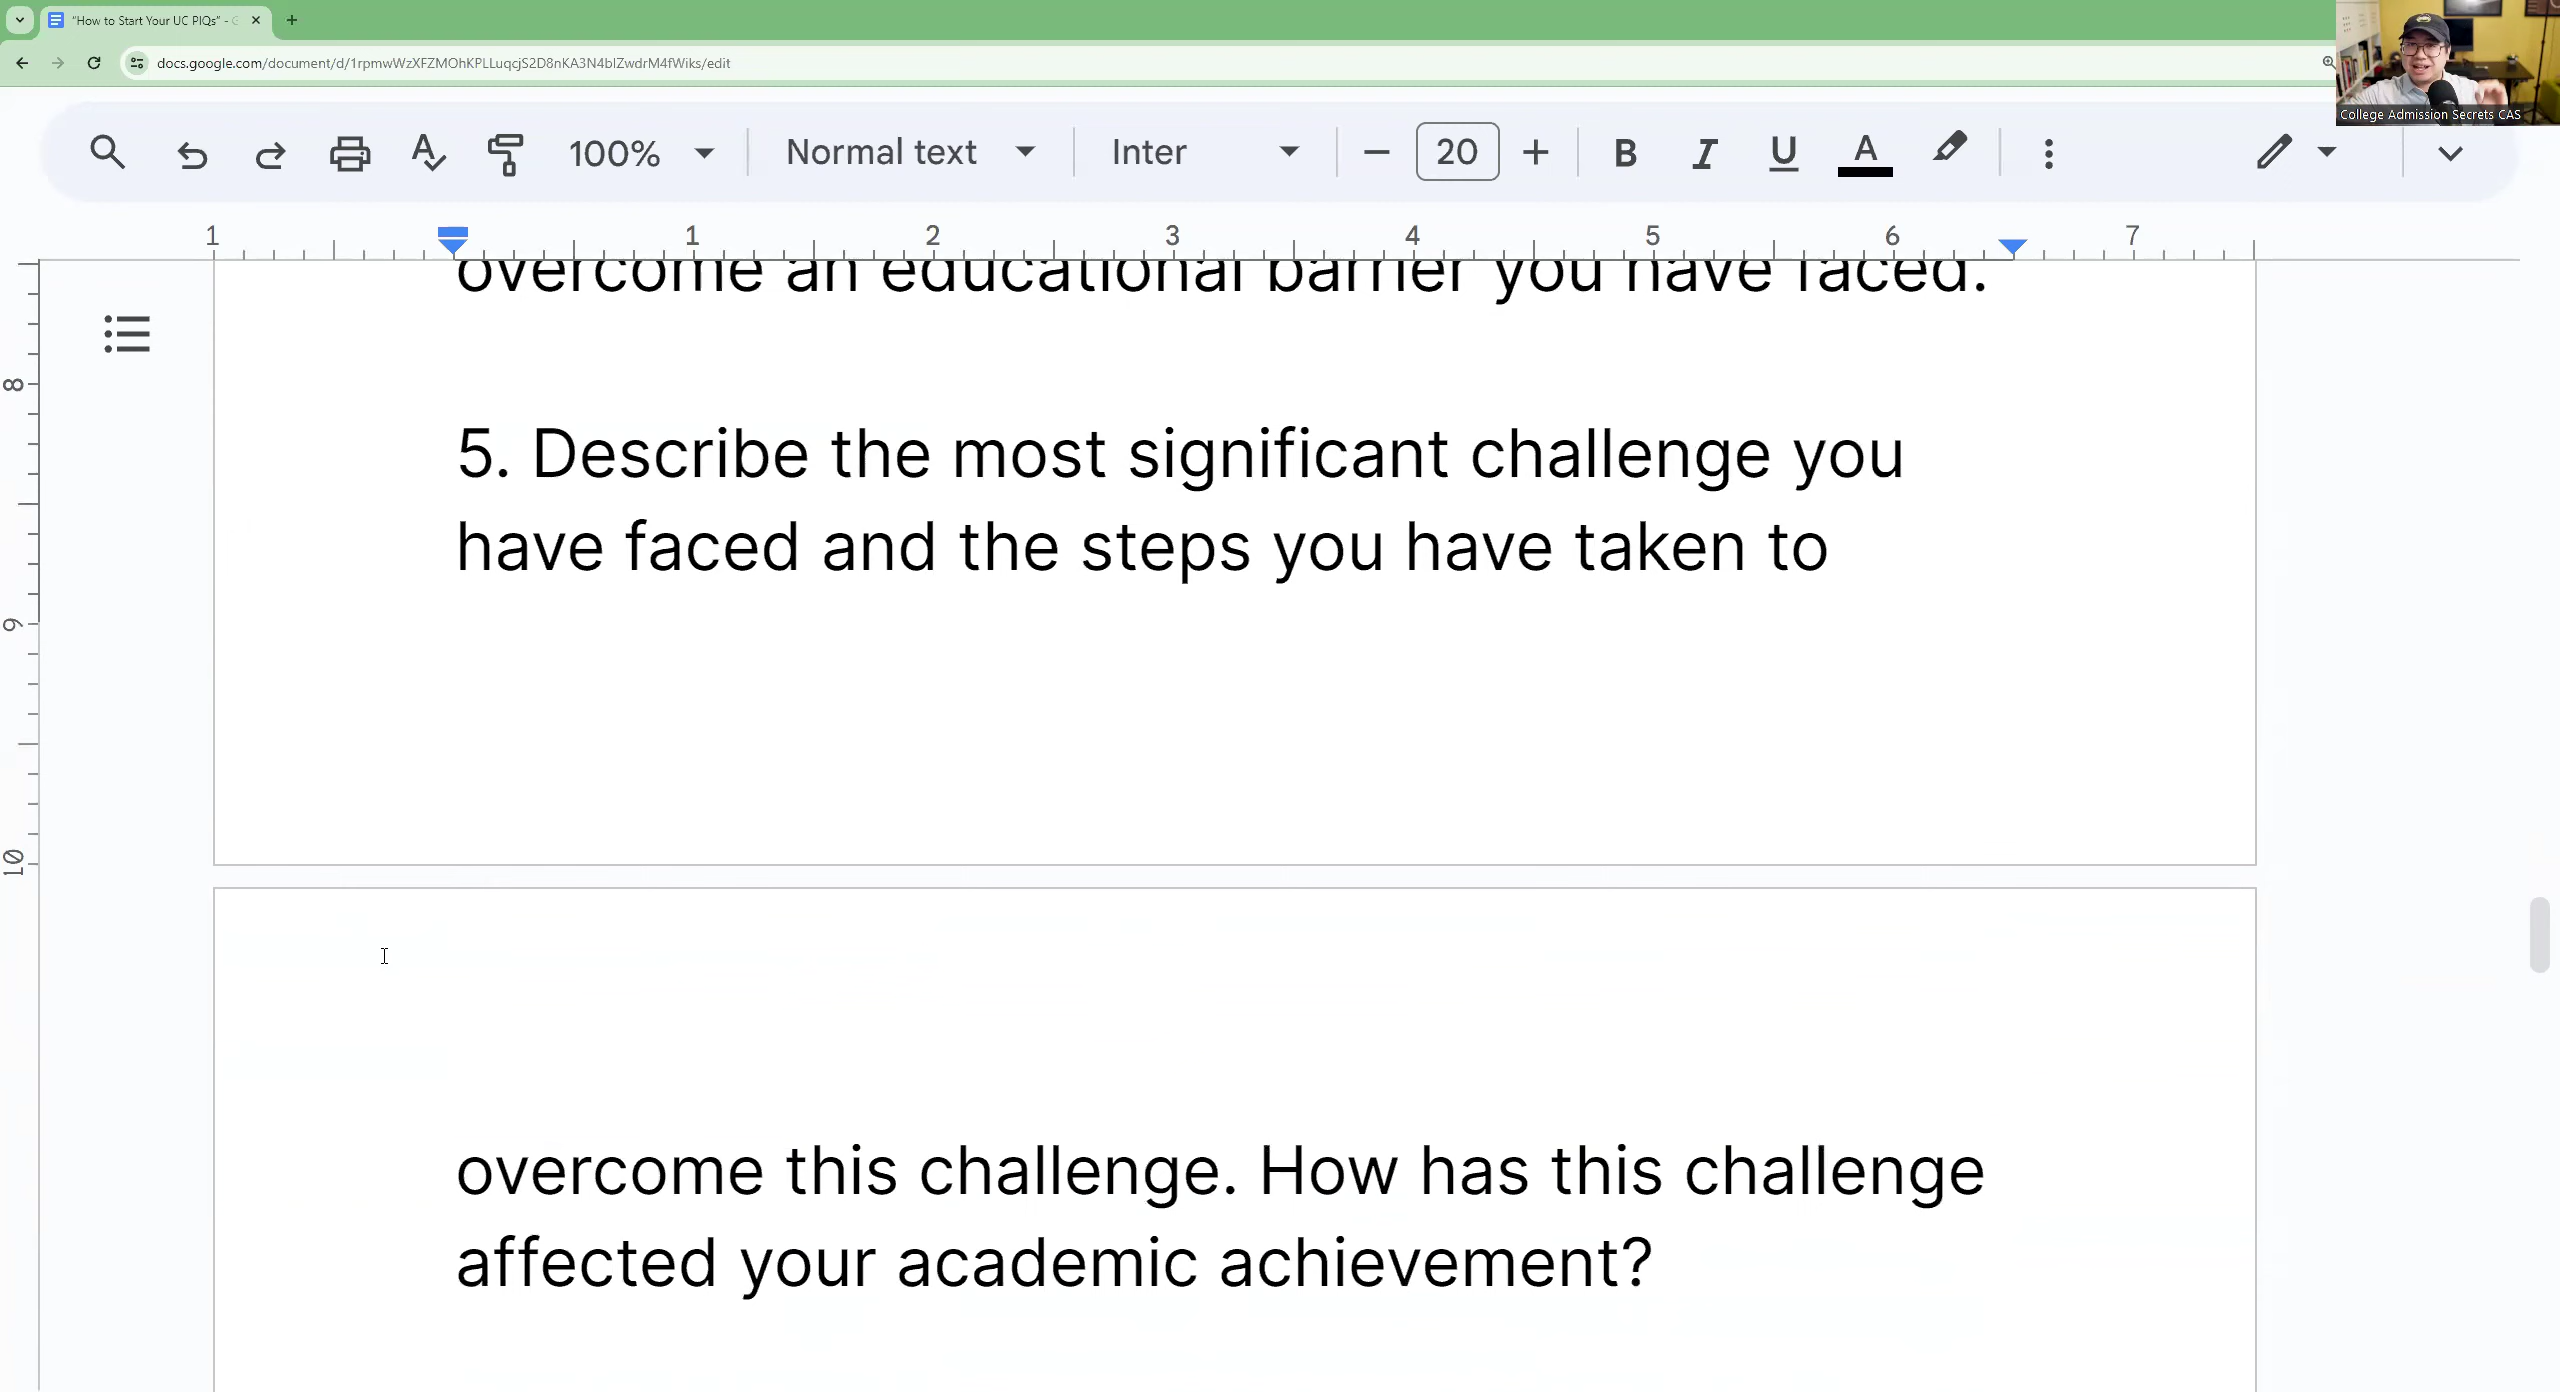 "How to Start Your UC PIQs" - G
docs.google.com/document/d/1rpmwWzXFZMOhKPLLuqcjS2D8nKA3N4blZwdrM4fWiks/edit
College Admission Secrets CAS
100% Normal text Inter 20 B I U A
1 1 2 3 4 5 6 7
overcome an educational barrier you have faced.
8
5. Describe the most significant challenge you
have faced and the steps you have taken to
9
10
overcome this challenge. How has this challenge
affected your academic achievement?